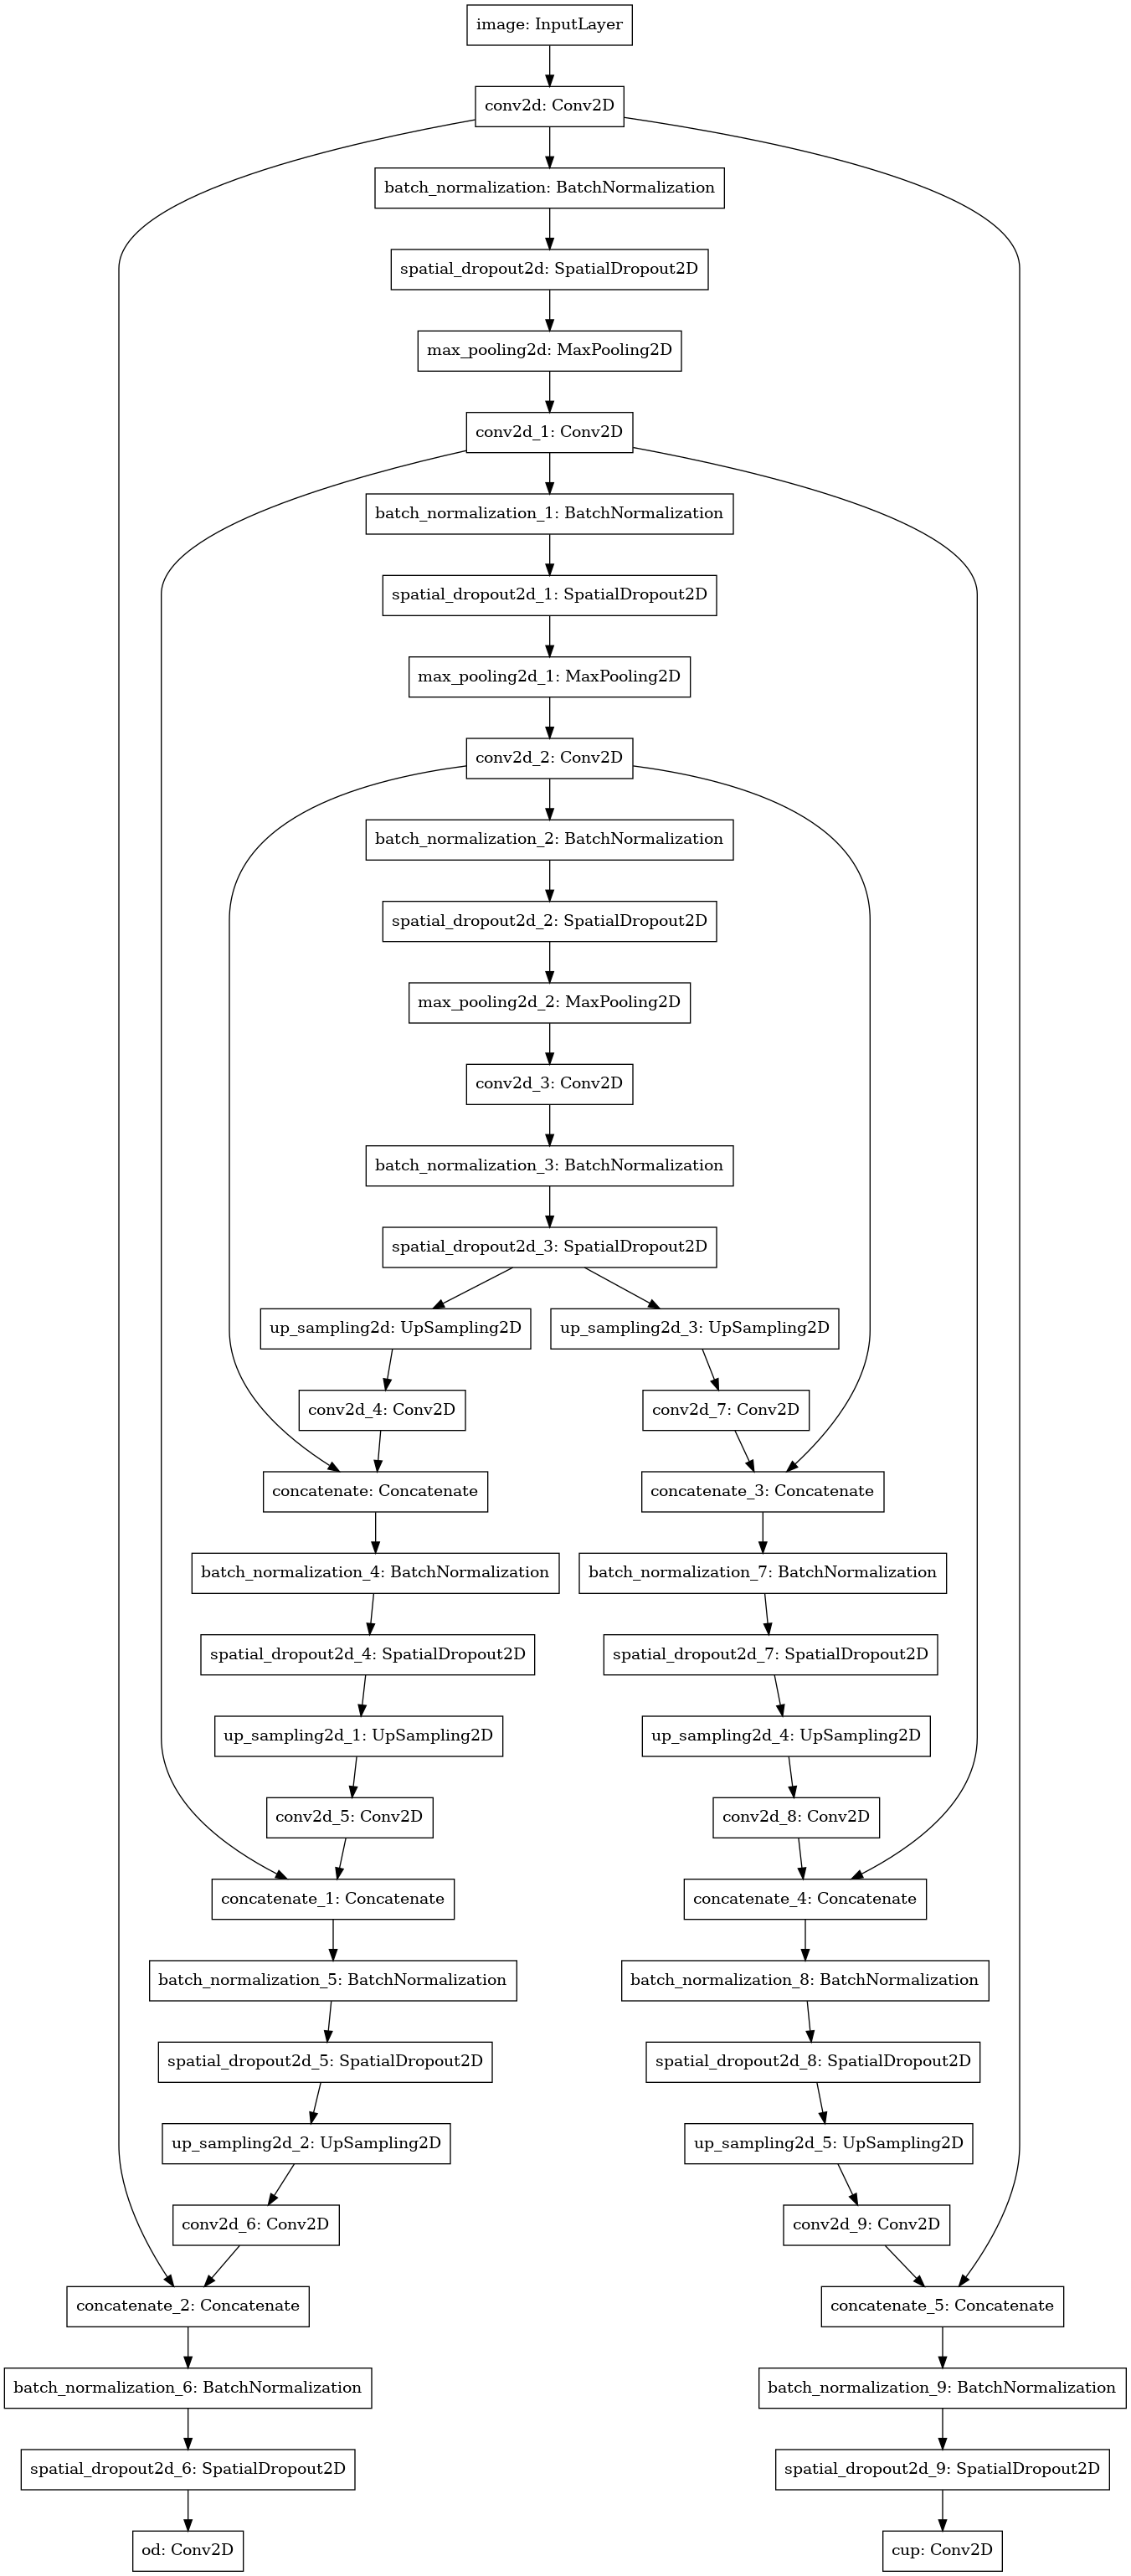 image: InputLayer
conv2d: Conv2D
batch_normalization: BatchNormalization
spatial_dropout2d: SpatialDropout2D
max_pooling2d: MaxPooling2D
conv2d_1: Conv2D
batch_normalization_1: BatchNormalization
spatial_dropout2d_1: SpatialDropout2D
max_pooling2d_1: MaxPooling2D
conv2d_2: Conv2D
batch_normalization_2: BatchNormalization
spatial_dropout2d_2: SpatialDropout2D
max_pooling2d_2: MaxPooling2D
conv2d_3: Conv2D
batch_normalization_3: BatchNormalization
spatial_dropout2d_3: SpatialDropout2D
up_sampling2d: UpSampling2D
up_sampling2d_3: UpSampling2D
conv2d_4: Conv2D
conv2d_7: Conv2D
concatenate: Concatenate
concatenate_3: Concatenate
batch_normalization_4: BatchNormalization
batch_normalization_7: BatchNormalization
spatial_dropout2d_4: SpatialDropout2D
spatial_dropout2d_7: SpatialDropout2D
up_sampling2d_1: UpSampling2D
up_sampling2d_4: UpSampling2D
conv2d_5: Conv2D
conv2d_8: Conv2D
concatenate_1: Concatenate
concatenate_4: Concatenate
batch_normalization_5: BatchNormalization
batch_normalization_8: BatchNormalization
spatial_dropout2d_5: SpatialDropout2D
spatial_dropout2d_8: SpatialDropout2D
up_sampling2d_2: UpSampling2D
up_sampling2d_5: UpSampling2D
conv2d_6: Conv2D
conv2d_9: Conv2D
concatenate_2: Concatenate
concatenate_5: Concatenate
batch_normalization_6: BatchNormalization
batch_normalization_9: BatchNormalization
spatial_dropout2d_6: SpatialDropout2D
spatial_dropout2d_9: SpatialDropout2D
od: Conv2D
cup: Conv2D